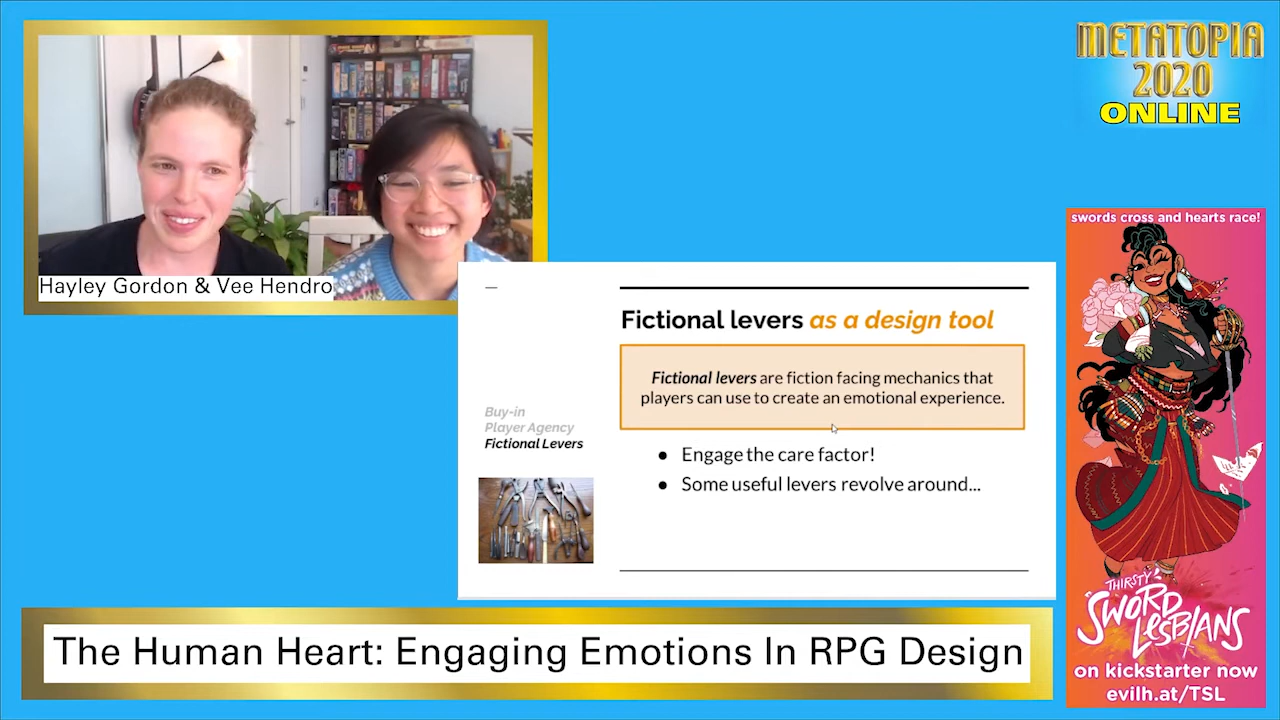 METATOPIA
2020
ONLINE
Hayley Gordon & Vee Hendro
Fictional levers as a design tool
Fictional levers are fiction facing mechanics that
players can use to create an emotional experience.
Buy-in
Player Agency
Fictional Levers
● Engage the care factor!
● Some useful levers revolve around...
swords cross and hearts race!
THIRSTY
SWORD
LESBIANS
on kickstarter now
evilh.at/TSL
The Human Heart: Engaging Emotions In RPG Design